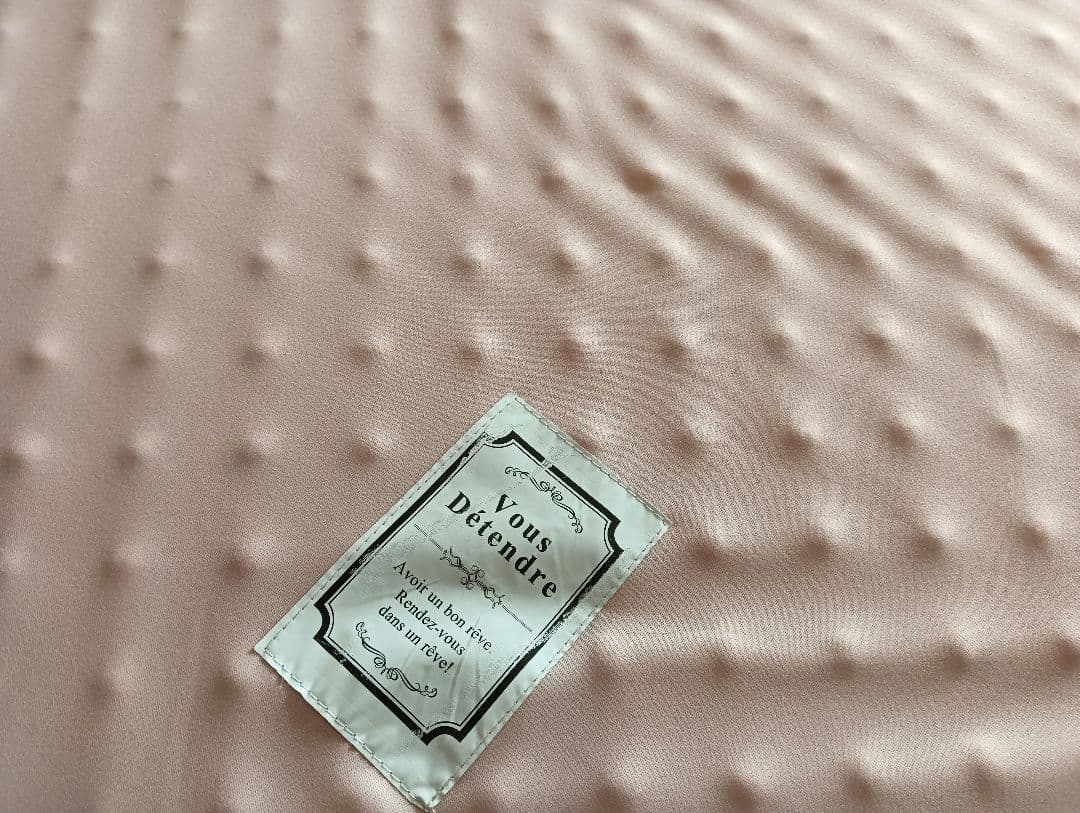 Vous
Détendre
Avoir un bon rêve.
Rendez-vous
dans un rêve!